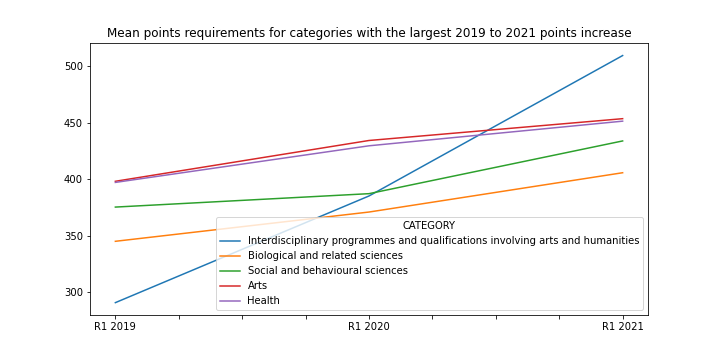 Mean points requirements for categories with the largest 2019 to 2021 points increase
500
450
400
350
300
CATEGORY
Interdisciplinary programmes and qualifications involving arts and humanities
Biological and related sciences
Social and behavioural sciences
Arts
Health
R1 2019
R1 2020
R1 2021